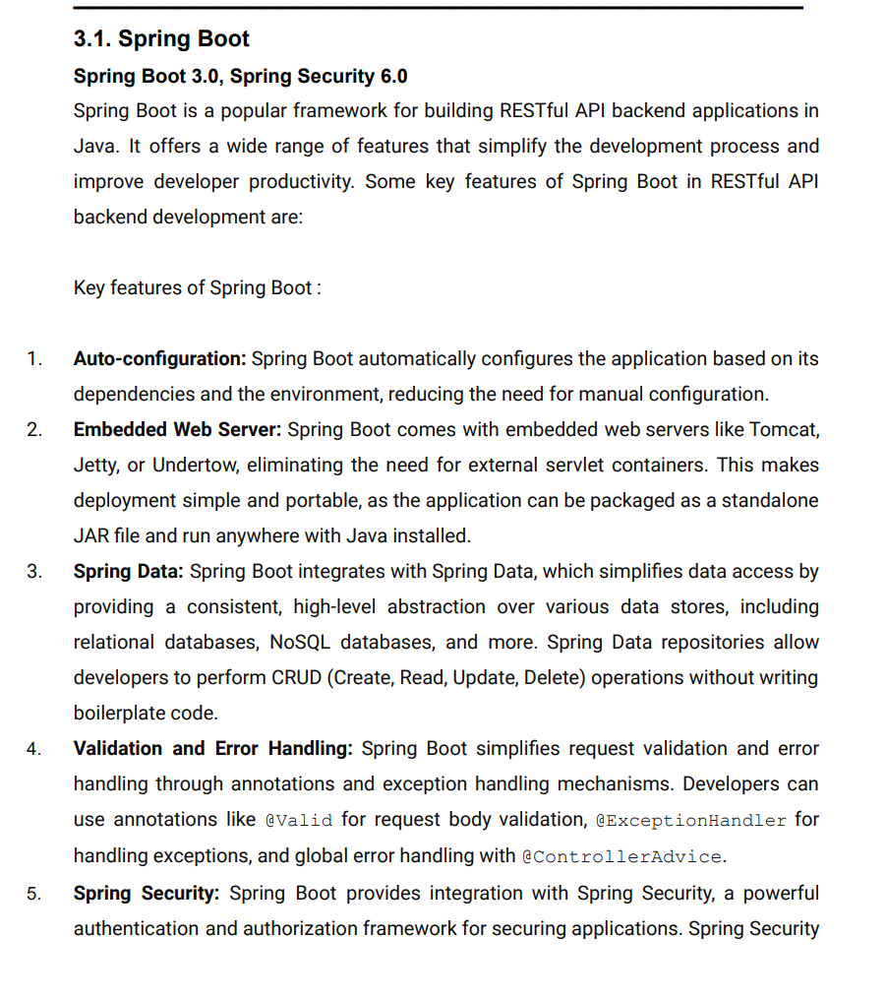 3.1. Spring Boot
Spring Boot 3.0, Spring Security 6.0
Spring Boot is a popular framework for building RESTful API backend applications in
Java. It offers a wide range of features that simplify the development process and
improve developer productivity. Some key features of Spring Boot in RESTful API
backend development are:
Key features of Spring Boot :
1. Auto-configuration: Spring Boot automatically configures the application based on its
dependencies and the environment, reducing the need for manual configuration.
2. Embedded Web Server: Spring Boot comes with embedded web servers like Tomcat,
Jetty, or Undertow, eliminating the need for external servlet containers. This makes
deployment simple and portable, as the application can be packaged as a standalone
JAR file and run anywhere with Java installed.
3. Spring Data: Spring Boot integrates with Spring Data, which simplifies data access by
providing a consistent, high-level abstraction over various data stores, including
relational databases, NoSQL databases, and more. Spring Data repositories allow
developers to perform CRUD (Create, Read, Update, Delete) operations without writing
boilerplate code.
4. Validation and Error Handling: Spring Boot simplifies request validation and error
handling through annotations and exception handling mechanisms. Developers can
use annotations like @Valid for request body validation, @ExceptionHandler for
handling exceptions, and global error handling with @ControllerAdvice.
5. Spring Security: Spring Boot provides integration with Spring Security, a powerful
authentication and authorization framework for securing applications. Spring Security